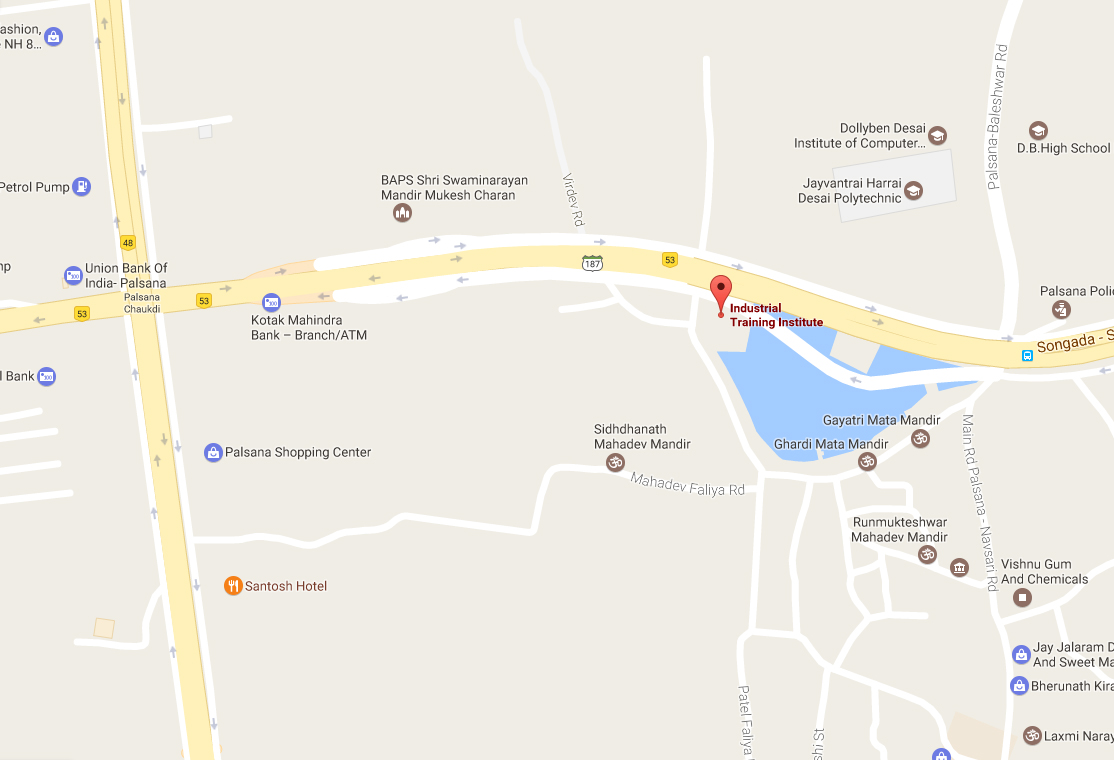 ashion,
NH 8...
Petrol Pump
48
Union Bank Of
India- Palsana
Palsana
Chaukdi
53
53
Kotak Mahindra
Bank – Branch/ATM
Bank
BAPS Shri Swaminarayan
Mandir Mukesh Charan
Virdev Rd
187
53
Dollyben Desai
Institute of Computer...
Jayvantrai Harrai
Desai Polytechnic
Palsana-Baleshwar Rd
D.B.High School
Industrial
Training Institute
Palsana Polic
Songada - S
Palsana Shopping Center
Sidhdhanath
Mahadev Mandir
Mahadev Faliya Rd
Gayatri Mata Mandir
Ghardi Mata Mandir
Main Rd Palsana - Navsari Rd
Runmukteshwar
Mahadev Mandir
Vishnu Gum
And Chemicals
Santosh Hotel
Jay Jalaram D
And Sweet Ma
Bherunath Kira
Laxmi Naray
Patel Faliya
shi St